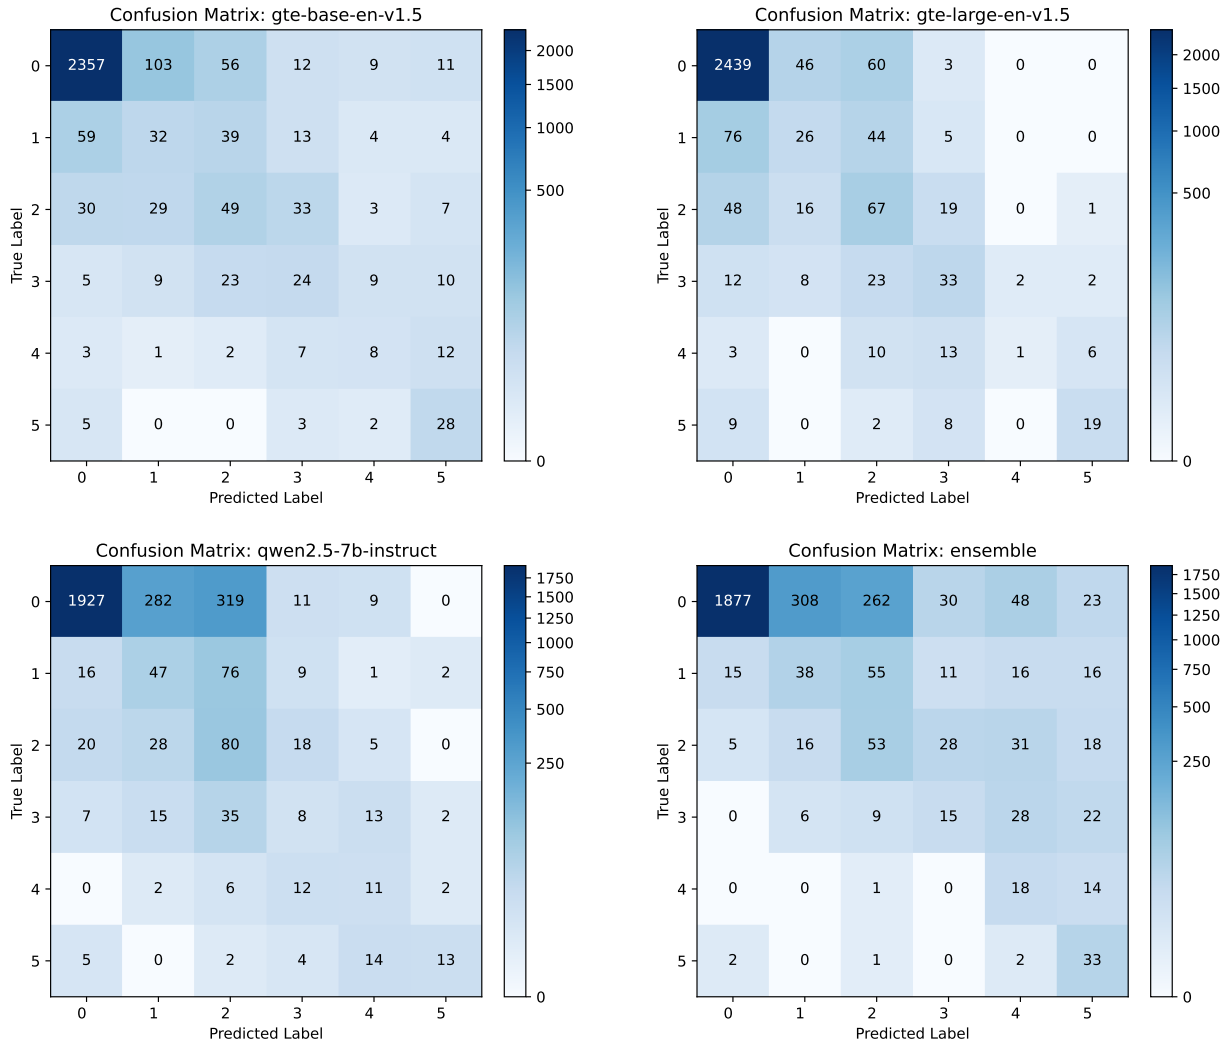 Confusion Matrix: gte-base-en-v1.5
0 2357 103 56 12 9 11
1 59 32 39 13 4 4
2 30 29 49 33 3 7
3 5 9 23 24 9 10
4 3 1 2 7 8 12
5 5 0 0 3 2 28
0 1 2 3 4 5
Predicted Label
True Label
2000
1500
1000
500
0
Confusion Matrix: gte-large-en-v1.5
0 2439 46 60 3 0 0
1 76 26 44 5 0 0
2 48 16 67 19 0 1
3 12 8 23 33 2 2
4 3 0 10 13 1 6
5 9 0 2 8 0 19
0 1 2 3 4 5
Predicted Label
True Label
2000
1500
1000
500
0
Confusion Matrix: qwen2.5-7b-instruct
0 1927 282 319 11 9 0
1 16 47 76 9 1 2
2 20 28 80 18 5 0
3 7 15 35 8 13 2
4 0 2 6 12 11 2
5 5 0 2 4 14 13
0 1 2 3 4 5
Predicted Label
True Label
1750
1500
1250
1000
750
500
250
0
Confusion Matrix: ensemble
0 1877 308 262 30 48 23
1 15 38 55 11 16 16
2 5 16 53 28 31 18
3 0 6 9 15 28 22
4 0 0 1 0 18 14
5 2 0 1 0 2 33
0 1 2 3 4 5
Predicted Label
True Label
1750
1500
1250
1000
750
500
250
0